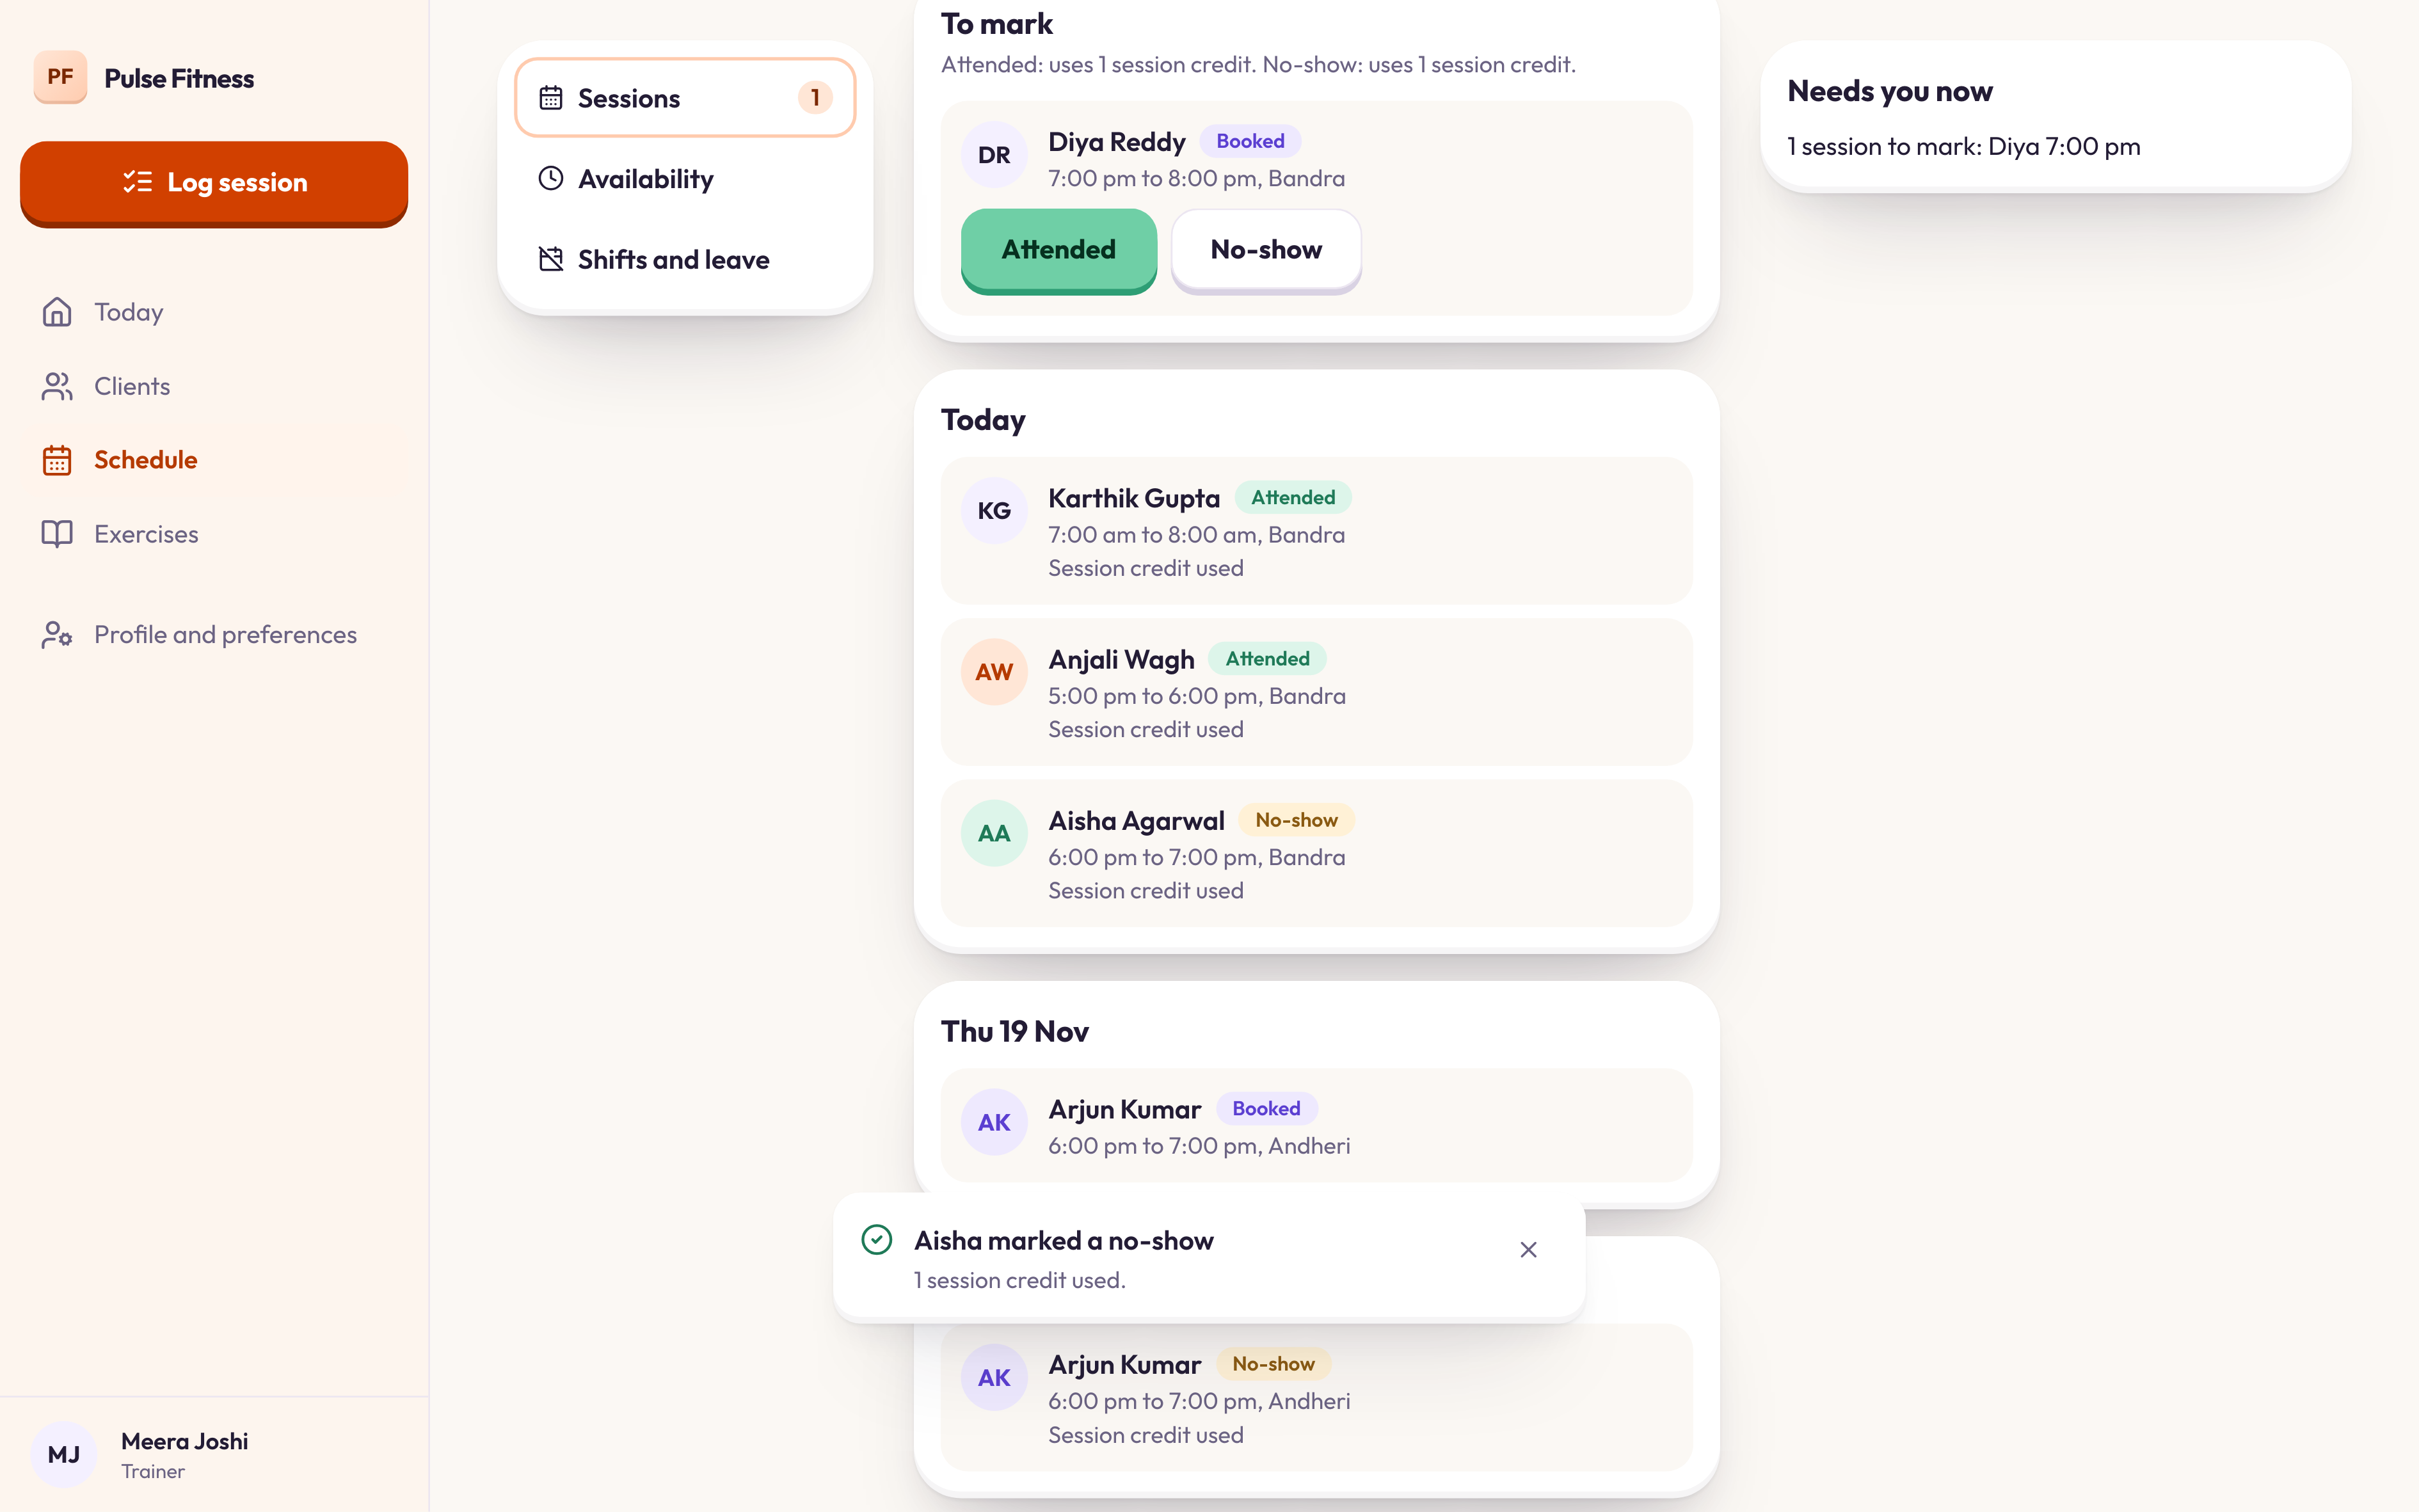 PF
Pulse Fitness
Log session
Today
Clients
Schedule
Exercises
Profile and preferences
MJ
Meera Joshi
Trainer
Sessions
1
Availability
Shifts and leave
To mark
Attended: uses 1 session credit. No-show: uses 1 session credit.
DR
Diya Reddy
Booked
7:00 pm to 8:00 pm, Bandra
Attended
No-show
Today
KG
Karthik Gupta
Attended
7:00 am to 8:00 am, Bandra
Session credit used
AW
Anjali Wagh
Attended
5:00 pm to 6:00 pm, Bandra
Session credit used
AA
Aisha Agarwal
No-show
6:00 pm to 7:00 pm, Bandra
Session credit used
Thu 19 Nov
AK
Arjun Kumar
Booked
6:00 pm to 7:00 pm, Andheri
Aisha marked a no-show
1 session credit used.
AK
Arjun Kumar
No-show
6:00 pm to 7:00 pm, Andheri
Session credit used
Needs you now
1 session to mark: Diya 7:00 pm